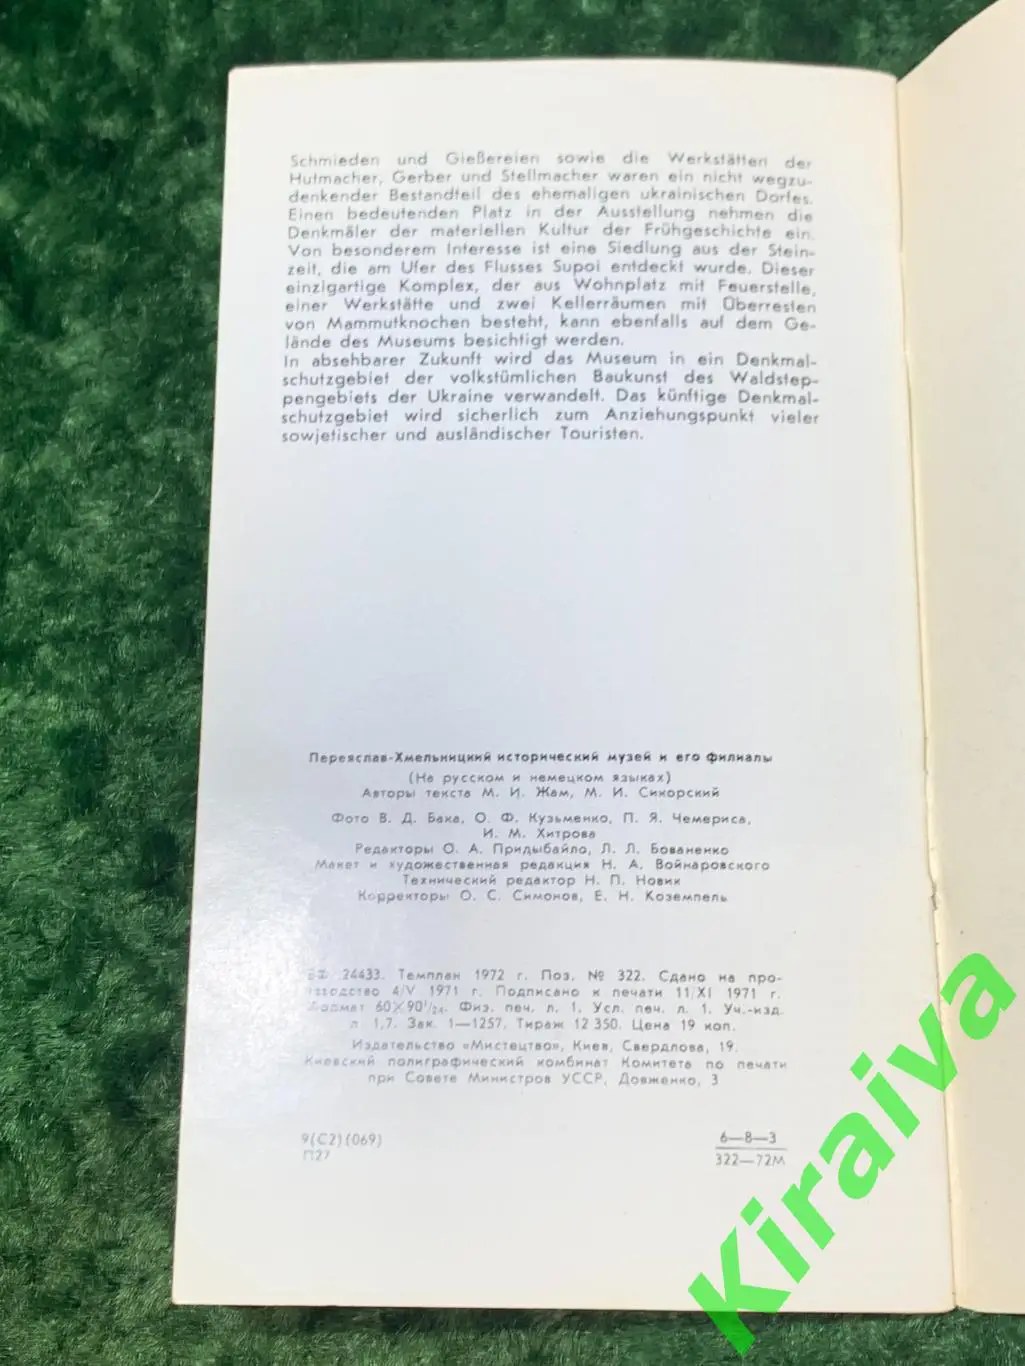 Schmieden und Gießereien sowie die Werkstätten der
Hutmacher, Gerber und Stellmacher waren ein nicht wegzu-
denkender Bestandteil des ehemaligen ukrainischen Dorfes.
Einen bedeutenden Platz in der Ausstellung nehmen die
Denkmäler der materiellen Kultur der Frühgeschichte ein.
Von besonderem Interesse ist eine Siedlung aus der Stein-
zeit, die am Ufer des Flusses Supoi entdeckt wurde. Dieser
einzigartige Komplex, der aus Wohnplatz mit Feuerstelle,
einer Werkstätte und zwei Kellerräumen mit Überresten
von Mammutknochen besteht, kann ebenfalls auf dem Ge-
lände des Museums besichtigt werden.
In absehbarer Zukunft wird das Museum in ein Denkmal-
schutzgebiet der volkstümlichen Baukunst des Waldstep-
pengebiets der Ukraine verwandelt. Das künftige Denkmal-
schutzgebiet wird sicherlich zum Anziehungspunkt vieler
sowjetischer und ausländischer Touristen.
Переяслав-Хмельницкий исторический музей и его филиалы
(На русском и немецком языках)
Авторы текста М. И. Жам, М. И. Сикорский
Фото В. Д. Баха, О. Ф. Кузьменко, П. Я. Чемериса,
И. М. Хитрова
Редакторы О. А. Придыбайло, Л. Л. Бованенко
Макет и художественная редакция Н. А. Войнаровского
Технический редактор Н. П. Новик
Корректоры О. С. Симонов, Е. Н. Коземпель
БФ 24433. Темплан 1972 г. Поз. № 322. Сдано на про-
изводство 4/V 1971 г. Подписано к печати 11/XI 1971 г.
Формат 60×90¹/₂₄. Физ. печ. л. 1. Усл. печ. л. 1. Уч.-изд.
л. 1,7. Зак. 1—1257. Тираж 12 350. Цена 19 коп.
Издательство «Мистецтво», Киев, Свердлова, 19.
Киевский полиграфический комбинат Комитета по печати
при Совете Министров УССР, Довженко, 3
9(С2)(069)
П27
6—8—3
322—72М
Kiraiva